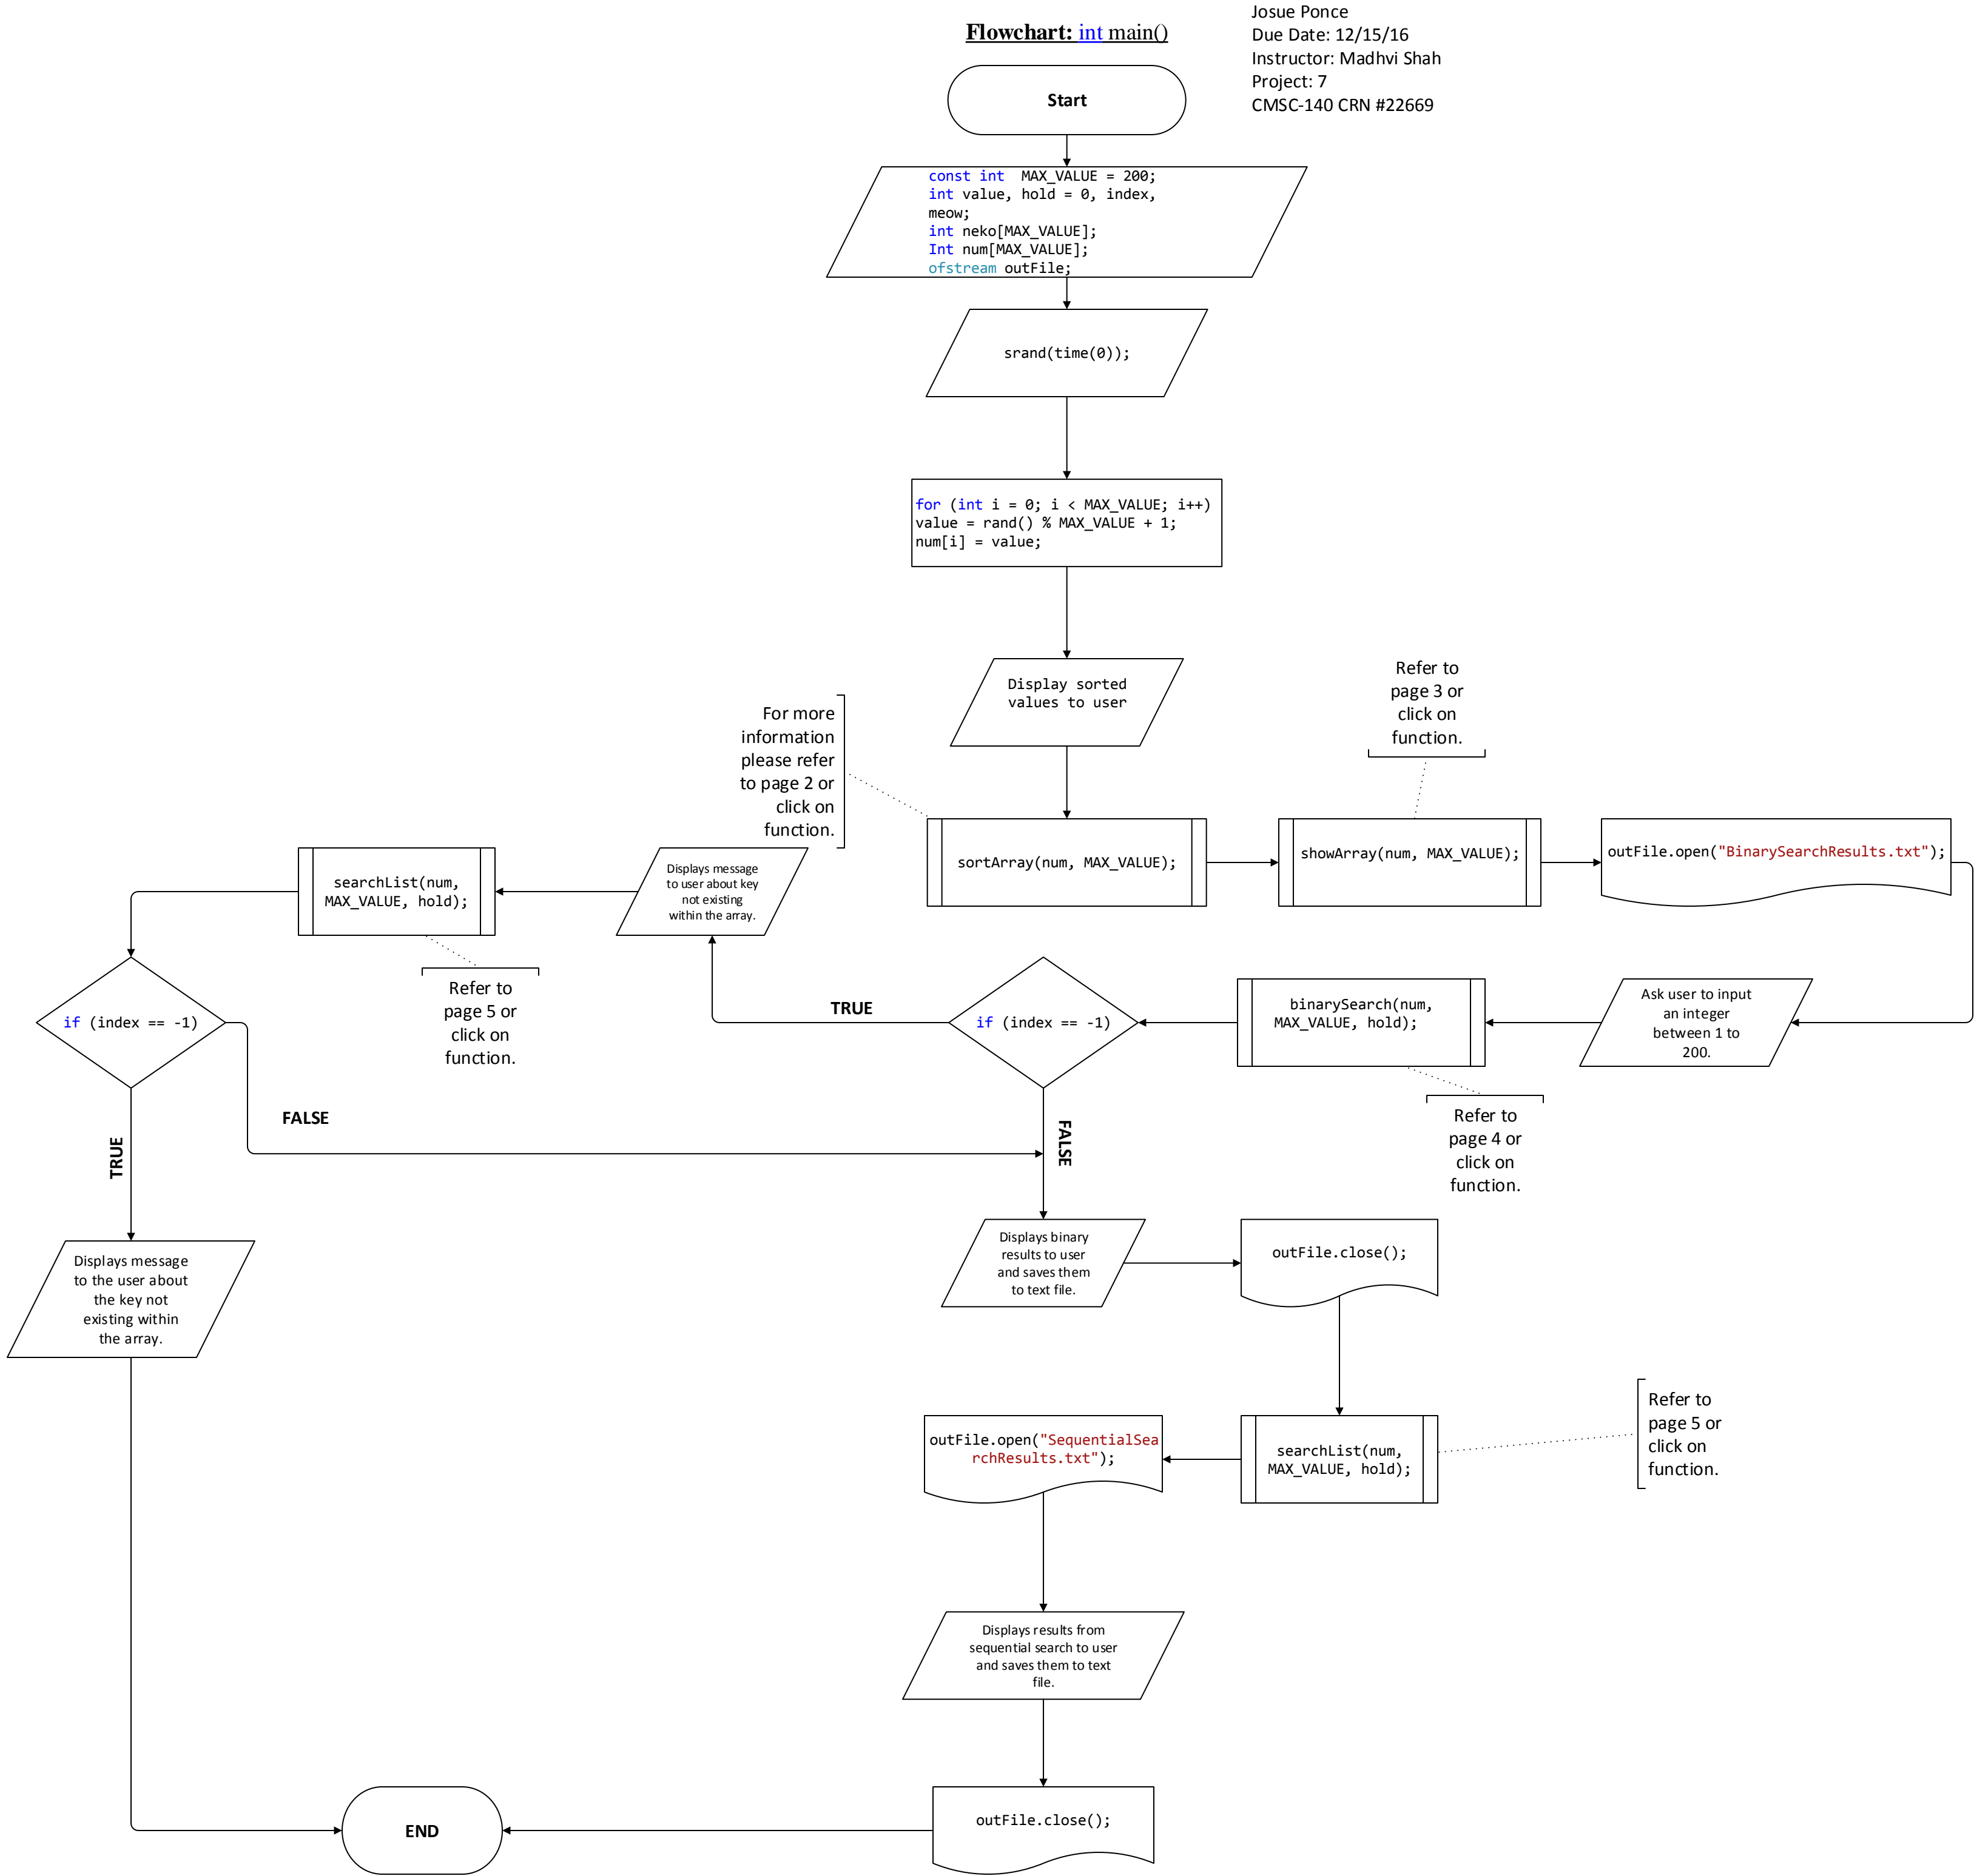 Flowchart: int main()
Josue Ponce
Due Date: 12/15/16
Instructor: Madhvi Shah
Project: 7
CMSC-140 CRN #22669
Start
const int  MAX_VALUE = 200;
int value, hold = 0, index,
meow;
int neko[MAX_VALUE];
Int num[MAX_VALUE];
ofstream outFile;
srand(time(0));
for (int i = 0; i < MAX_VALUE; i++)
value = rand() % MAX_VALUE + 1;
num[i] = value;
Display sorted
values to user
For more
information
please refer
to page 2 or
click on
function.
Refer to
page 3 or
click on
function.
sortArray(num, MAX_VALUE);
showArray(num, MAX_VALUE);
outFile.open("BinarySearchResults.txt");
Ask user to input
an integer
between 1 to
200.
binarySearch(num,
MAX_VALUE, hold);
Refer to
page 4 or
click on
function.
if (index == -1)
TRUE
FALSE
Displays message
to user about key
not existing
within the array.
searchList(num,
MAX_VALUE, hold);
Refer to
page 5 or
click on
function.
if (index == -1)
FALSE
TRUE
Displays message
to the user about
the key not
existing within
the array.
Displays binary
results to user
and saves them
to text file.
outFile.close();
searchList(num,
MAX_VALUE, hold);
Refer to
page 5 or
click on
function.
outFile.open("SequentialSea
rchResults.txt");
Displays results from
sequential search to user
and saves them to text
file.
outFile.close();
END